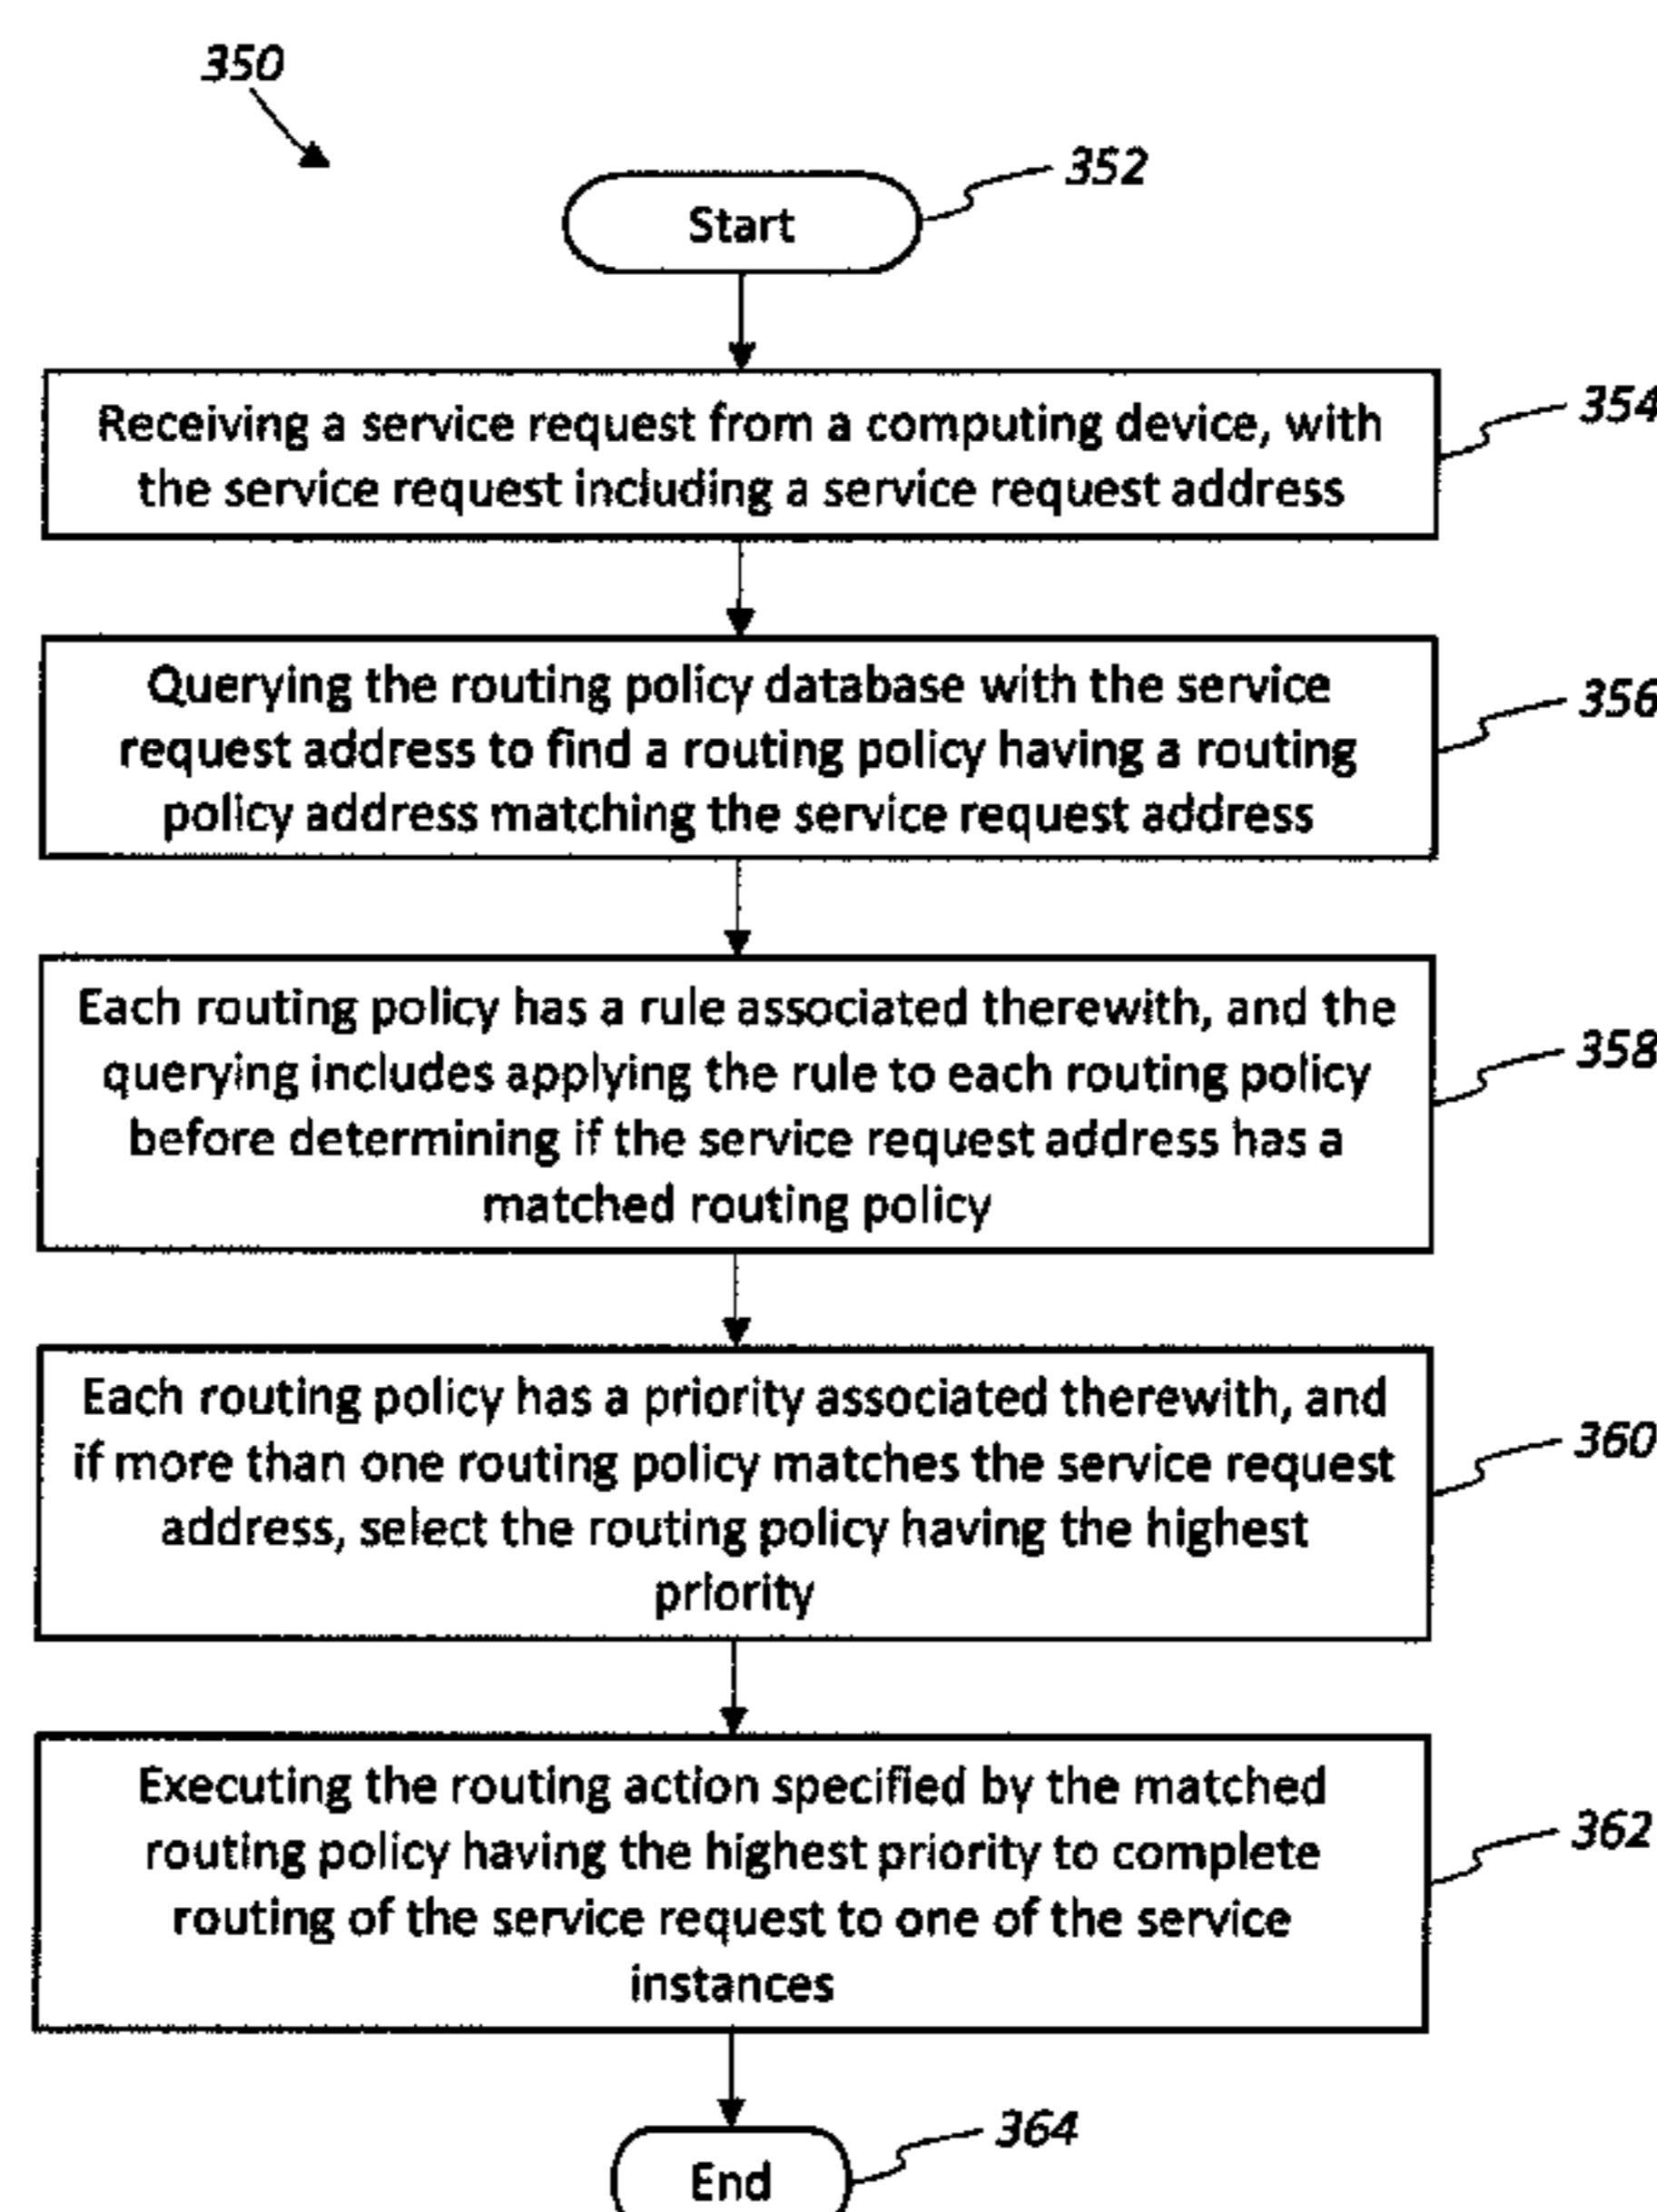 350
352
Start
354
Receiving a service request from a computing device, with
the service request including a service request address
356
Querying the routing policy database with the service
request address to find a routing policy having a routing
policy address matching the service request address
358
Each routing policy has a rule associated therewith, and the
querying includes applying the rule to each routing policy
before determining if the service request address has a
matched routing policy
360
Each routing policy has a priority associated therewith, and
if more than one routing policy matches the service request
address, select the routing policy having the highest
priority
362
Executing the routing action specified by the matched
routing policy having the highest priority to complete
routing of the service request to one of the service
instances
364
End